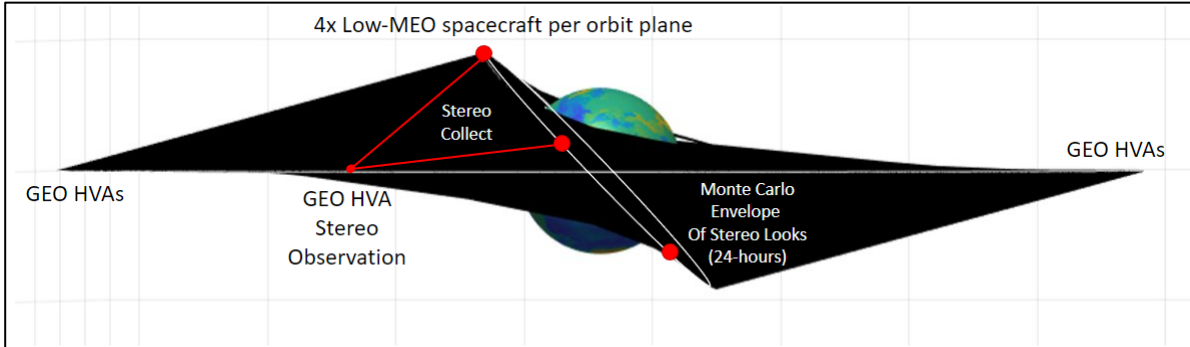 4x Low-MEO spacecraft per orbit plane
Stereo
Collect
GEO HVAs
GEO HVAs
GEO HVA
Stereo
Observation
Monte Carlo
Envelope
Of Stereo Looks
(24-hours)